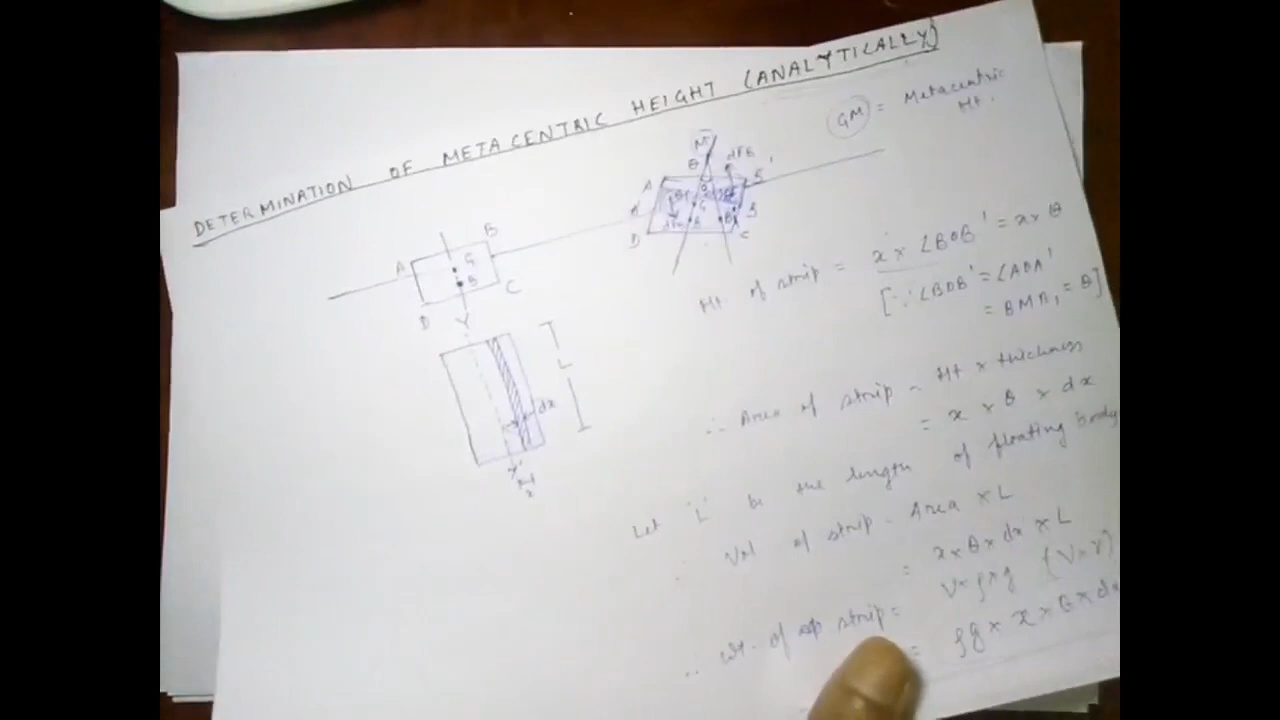 DETERMINATION OF METACENTRIC HEIGHT (ANALYTICALLY)
GM = Metacentric Ht.
A B
G
B
D C
Y
L
dx
Y'
x
M
θ dFB
A B'
O
G
D C
Ht of strip = x × ∠BOB' = x × θ
[∵ ∠BOB' = ∠AOA'
= BMB₁ = θ]
∴ Area of strip = Ht × thickness
= x × θ × dx
Let 'L' be the length of floating body
∴ Vol of strip = Area × L
= x × θ × dx × L
∴ Wt. of strip = V × ρ × g (V = γ)
= ρg × x × θ × dx